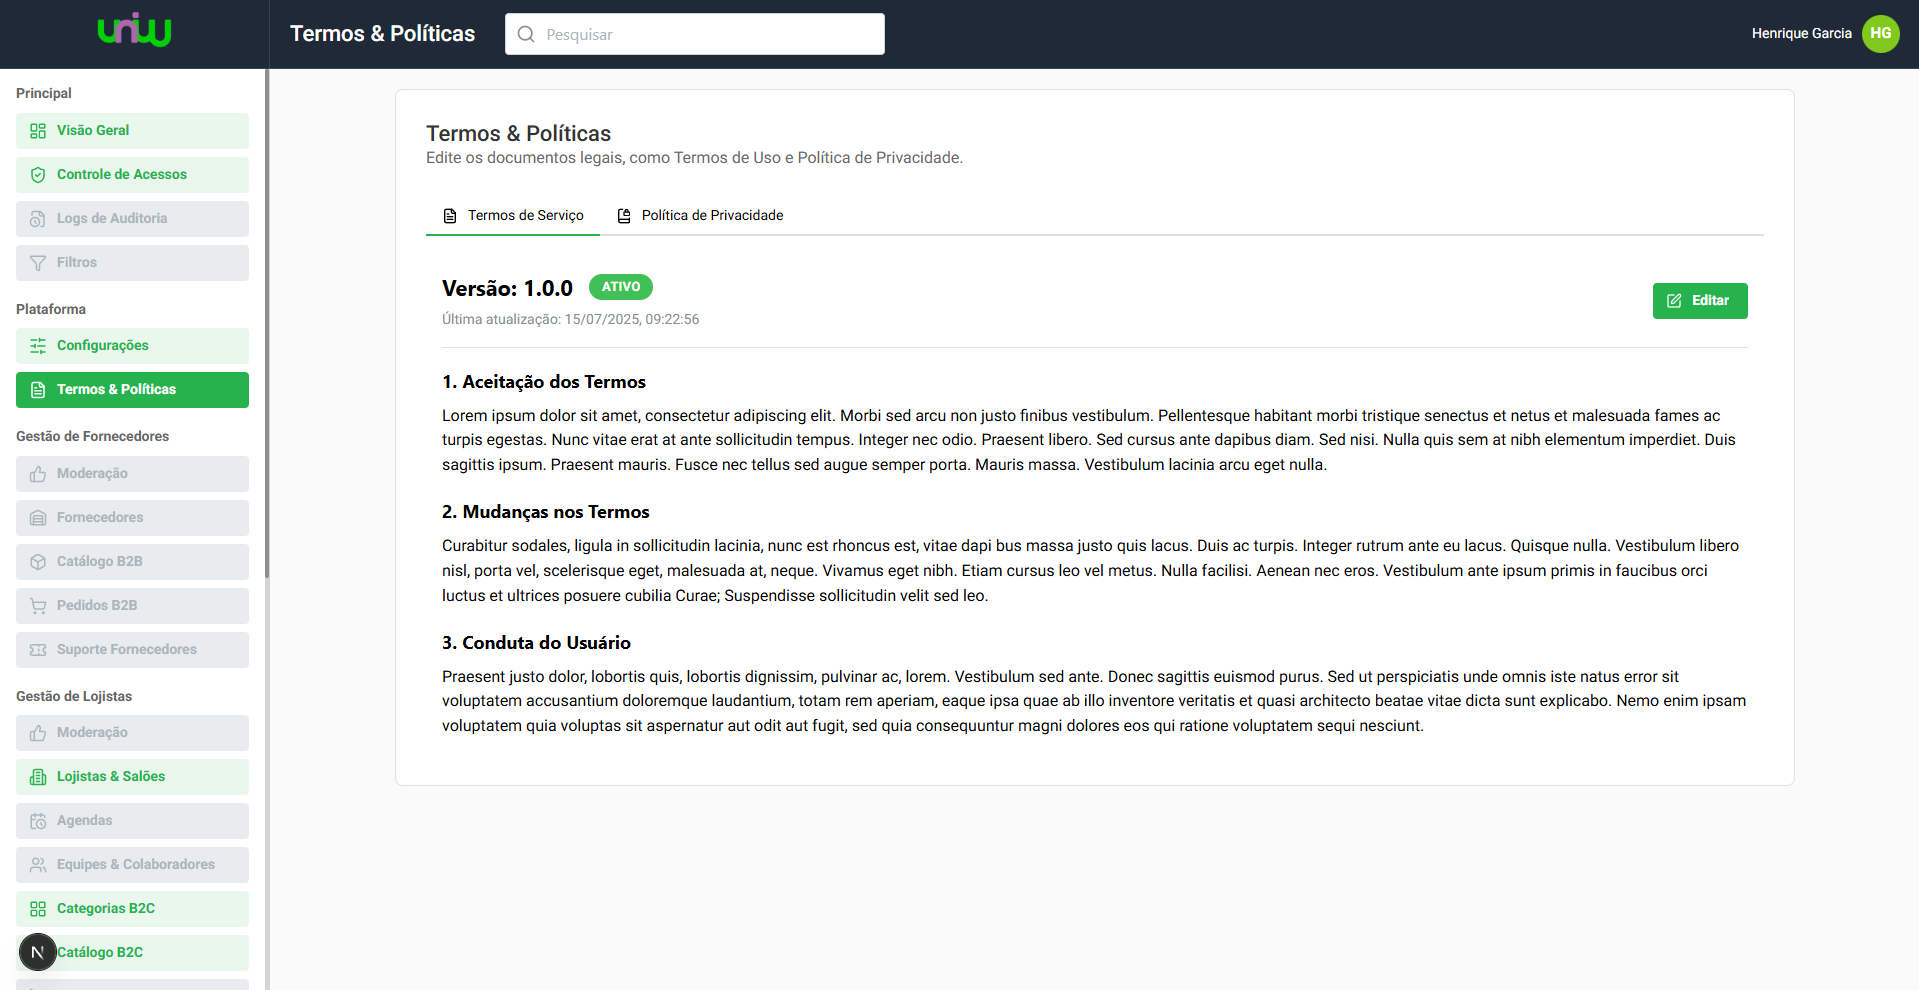 uniw
Termos & Políticas
Pesquisar
Henrique Garcia
HG
Principal
Visão Geral
Controle de Acessos
Logs de Auditoria
Filtros
Plataforma
Configurações
Termos & Políticas
Gestão de Fornecedores
Moderação
Fornecedores
Catálogo B2B
Pedidos B2B
Suporte Fornecedores
Gestão de Lojistas
Moderação
Lojistas & Salões
Agendas
Equipes & Colaboradores
Categorias B2C
N
Catálogo B2C
Termos & Políticas
Edite os documentos legais, como Termos de Uso e Política de Privacidade.
Termos de Serviço
Política de Privacidade
Versão: 1.0.0
ATIVO
Última atualização: 15/07/2025, 09:22:56
Editar
1. Aceitação dos Termos
Lorem ipsum dolor sit amet, consectetur adipiscing elit. Morbi sed arcu non justo finibus vestibulum. Pellentesque habitant morbi tristique senectus et netus et malesuada fames ac
turpis egestas. Nunc vitae erat at ante sollicitudin tempus. Integer nec odio. Praesent libero. Sed cursus ante dapibus diam. Sed nisi. Nulla quis sem at nibh elementum imperdiet. Duis
sagittis ipsum. Praesent mauris. Fusce nec tellus sed augue semper porta. Mauris massa. Vestibulum lacinia arcu eget nulla.
2. Mudanças nos Termos
Curabitur sodales, ligula in sollicitudin lacinia, nunc est rhoncus est, vitae dapi bus massa justo quis lacus. Duis ac turpis. Integer rutrum ante eu lacus. Quisque nulla. Vestibulum libero
nisl, porta vel, scelerisque eget, malesuada at, neque. Vivamus eget nibh. Etiam cursus leo vel metus. Nulla facilisi. Aenean nec eros. Vestibulum ante ipsum primis in faucibus orci
luctus et ultrices posuere cubilia Curae; Suspendisse sollicitudin velit sed leo.
3. Conduta do Usuário
Praesent justo dolor, lobortis quis, lobortis dignissim, pulvinar ac, lorem. Vestibulum sed ante. Donec sagittis euismod purus. Sed ut perspiciatis unde omnis iste natus error sit
voluptatem accusantium doloremque laudantium, totam rem aperiam, eaque ipsa quae ab illo inventore veritatis et quasi architecto beatae vitae dicta sunt explicabo. Nemo enim ipsam
voluptatem quia voluptas sit aspernatur aut odit aut fugit, sed quia consequuntur magni dolores eos qui ratione voluptatem sequi nesciunt.